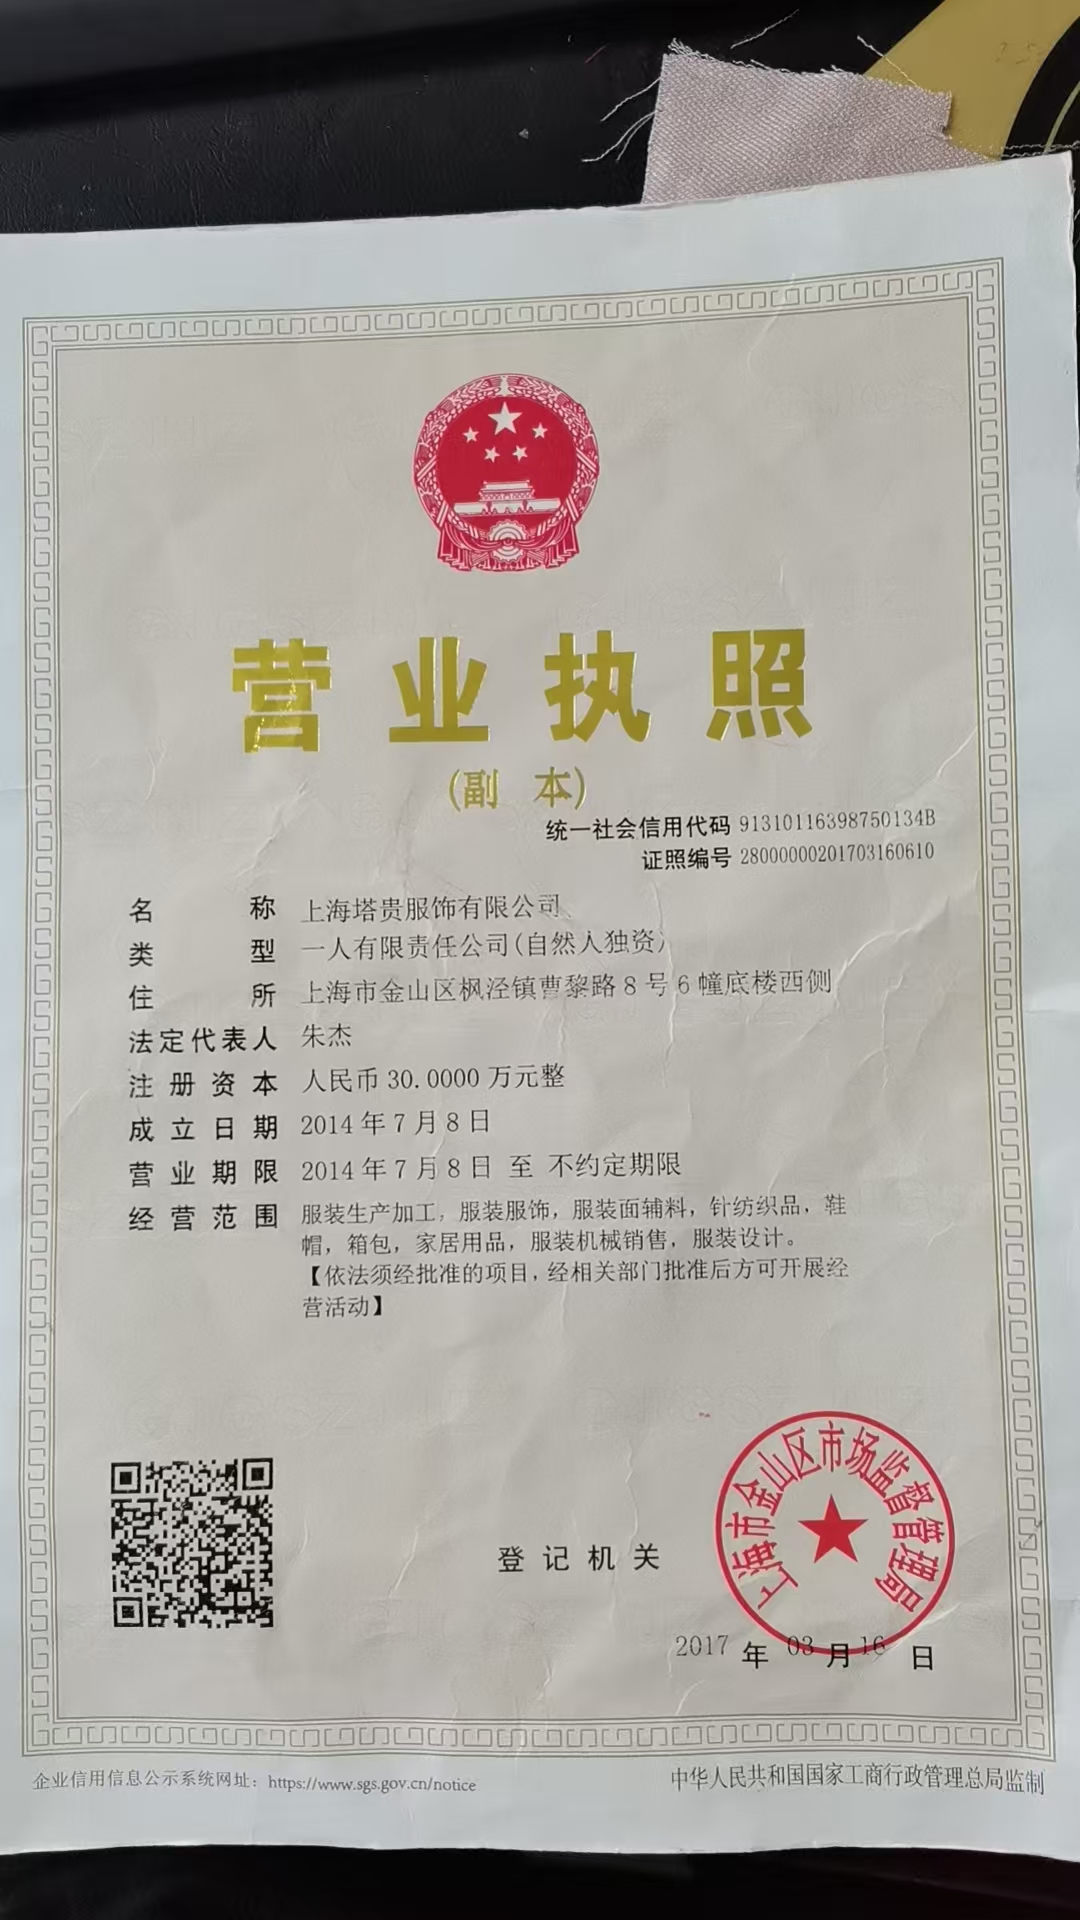 营业执照
(副 本)
统一社会信用代码 91310116398750134B
证照编号 28000000201703160610
名称 上海塔贵服饰有限公司
类型 一人有限责任公司(自然人独资)
住所 上海市金山区枫泾镇曹黎路8号6幢底楼西侧
法定代表人 朱杰
注册资本 人民币30.0000万元整
成立日期 2014年7月8日
营业期限 2014年7月8日 至 不约定期限
经营范围 服装生产加工，服装服饰，服装面辅料，针纺织品，鞋
帽，箱包，家居用品，服装机械销售，服装设计。
【依法须经批准的项目，经相关部门批准后方可开展经
营活动】
上海市金山区市场监督管理局
登记机关
2017年03月16日
企业信用信息公示系统网址：https://www.sgs.gov.cn/notice
中华人民共和国国家工商行政管理总局监制